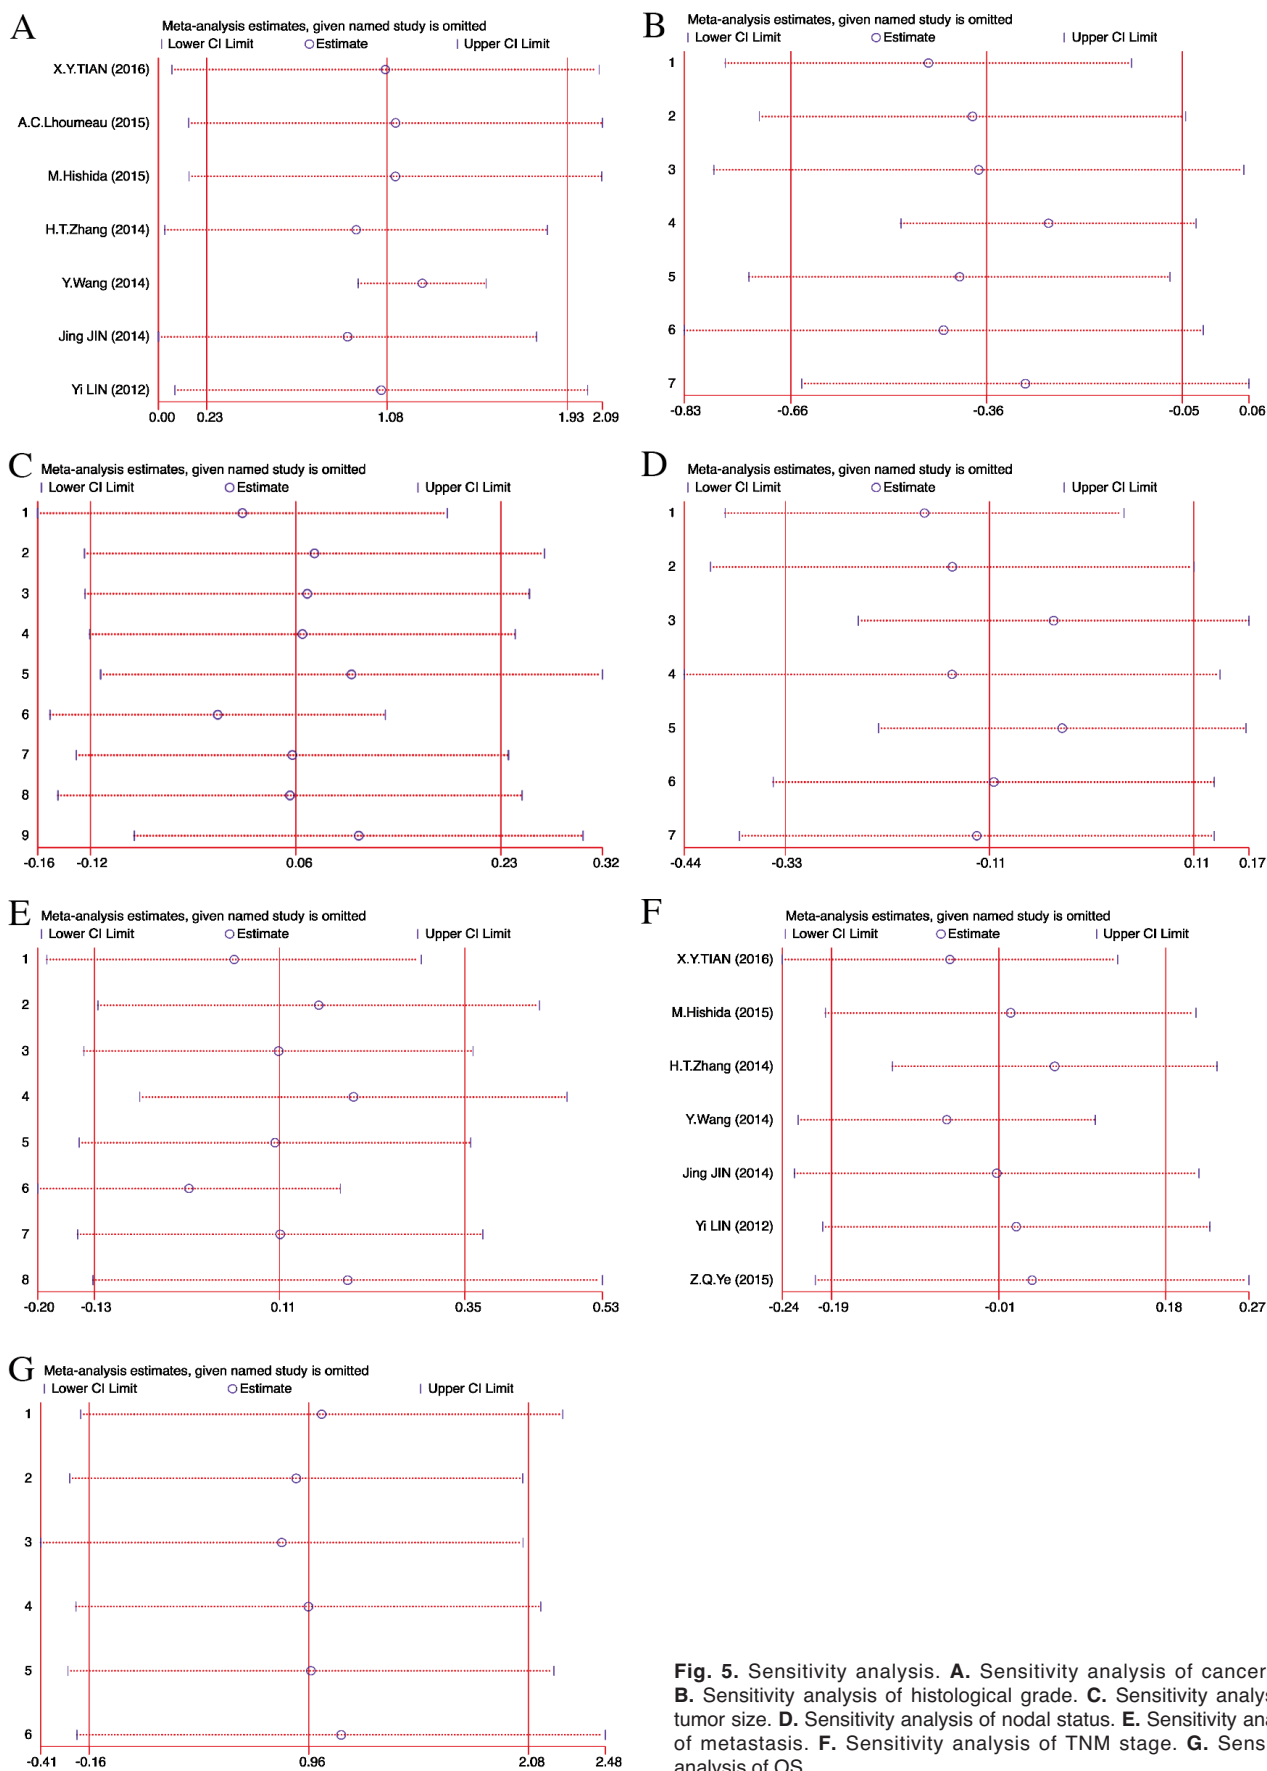 A
Meta-analysis estimates, given named study is omitted
Lower CI Limit Estimate Upper CI Limit
X.Y.TIAN (2016)
A.C.Lhoumeau (2015)
M.Hishida (2015)
H.T.Zhang (2014)
Y.Wang (2014)
Jing JIN (2014)
Yi LIN (2012)
0.00 0.23 1.08 1.93 2.09
B
Meta-analysis estimates, given named study is omitted
Lower CI Limit Estimate Upper CI Limit
1
2
3
4
5
6
7
-0.83 -0.66 -0.36 -0.05 0.06
C
Meta-analysis estimates, given named study is omitted
Lower CI Limit Estimate Upper CI Limit
1
2
3
4
5
6
7
8
9
-0.16 -0.12 0.06 0.23 0.32
D
Meta-analysis estimates, given named study is omitted
Lower CI Limit Estimate Upper CI Limit
1
2
3
4
5
6
7
-0.44 -0.33 -0.11 0.11 0.17
E
Meta-analysis estimates, given named study is omitted
Lower CI Limit Estimate Upper CI Limit
1
2
3
4
5
6
7
8
-0.20 -0.13 0.11 0.35 0.53
F
Meta-analysis estimates, given named study is omitted
Lower CI Limit Estimate Upper CI Limit
X.Y.TIAN (2016)
M.Hishida (2015)
H.T.Zhang (2014)
Y.Wang (2014)
Jing JIN (2014)
Yi LIN (2012)
Z.Q.Ye (2015)
-0.24 -0.19 -0.01 0.18 0.27
G
Meta-analysis estimates, given named study is omitted
Lower CI Limit Estimate Upper CI Limit
1
2
3
4
5
6
-0.41 -0.16 0.96 2.08 2.48
Fig. 5. Sensitivity analysis. A. Sensitivity analysis of cancer
B. Sensitivity analysis of histological grade. C. Sensitivity analys
tumor size. D. Sensitivity analysis of nodal status. E. Sensitivity ana
of metastasis. F. Sensitivity analysis of TNM stage. G. Sens
analysis of OS